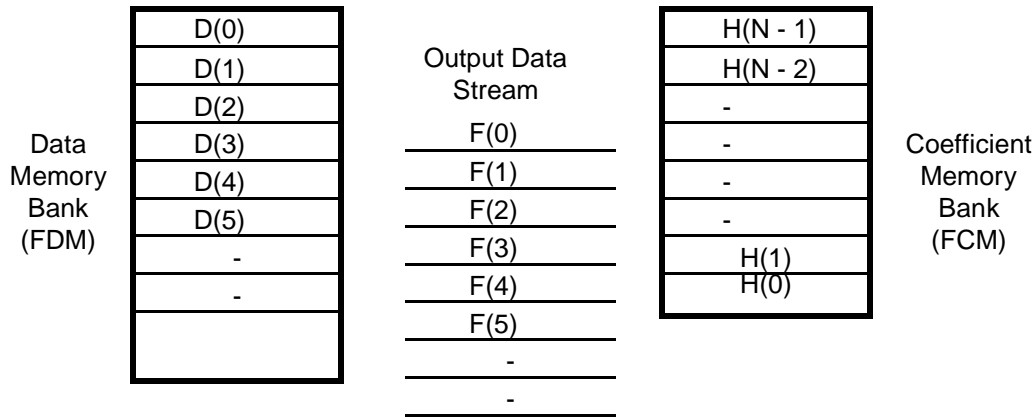 Data
Memory
Bank
(FDM)
D(0)
D(1)
D(2)
D(3)
D(4)
D(5)
-
-
Output Data
Stream
F(0)
F(1)
F(2)
F(3)
F(4)
F(5)
-
-
H(N - 1)
H(N - 2)
-
-
-
-
H(1)
H(0)
Coefficient
Memory
Bank
(FCM)